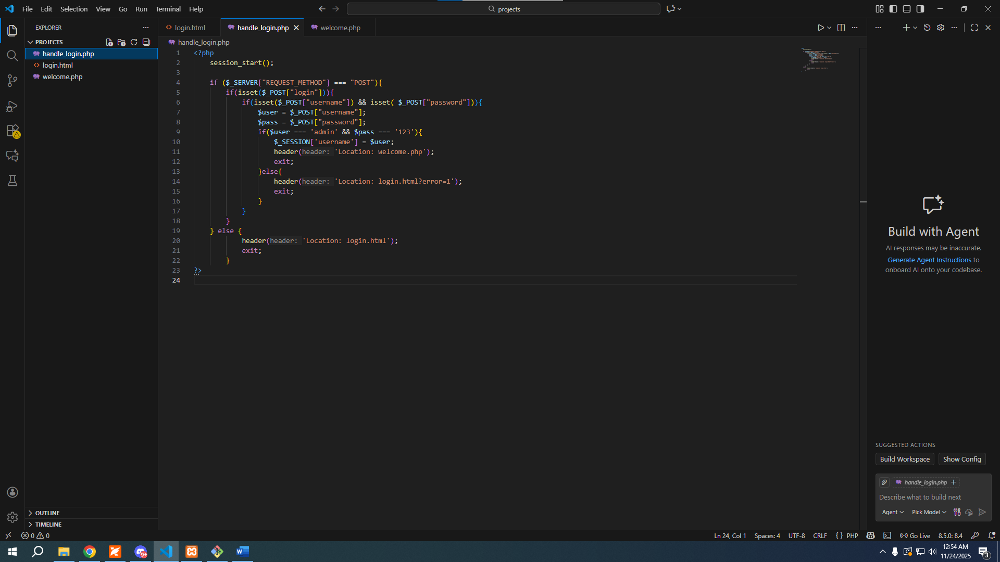 File Edit Selection View Go Run Terminal Help
projects
EXPLORER
PROJECTS
handle_login.php
login.html
welcome.php
OUTLINE
TIMELINE
login.html
handle_login.php
welcome.php
handle_login.php
1 <?php
2 session_start();
3
4 if ($_SERVER["REQUEST_METHOD"] === "POST"){
5 if(isset($_POST["login"])){
6 if(isset($_POST["username"]) && isset( $_POST["password"])){
7 $user = $_POST["username"];
8 $pass = $_POST["password"];
9 if($user === 'admin' && $pass === '123'){
10 $_SESSION['username'] = $user;
11 header(header: 'Location: welcome.php');
12 exit;
13 }else{
14 header(header: 'Location: login.html?error=1');
15 exit;
16 }
17 }
18 }
19 } else {
20 header(header: 'Location: login.html');
21 exit;
22 }
23 ?>
24
Build with Agent
AI responses may be inaccurate.
Generate Agent Instructions to
onboard AI onto your codebase.
SUGGESTED ACTIONS
Build Workspace Show Config
handle_login.php
Describe what to build next
Agent Pick Model
0 0
Ln 24, Col 1 Spaces: 4 UTF-8 CRLF {} PHP Go Live 8.5.0: 8.4
9+
12:54 AM
11/24/2025
3